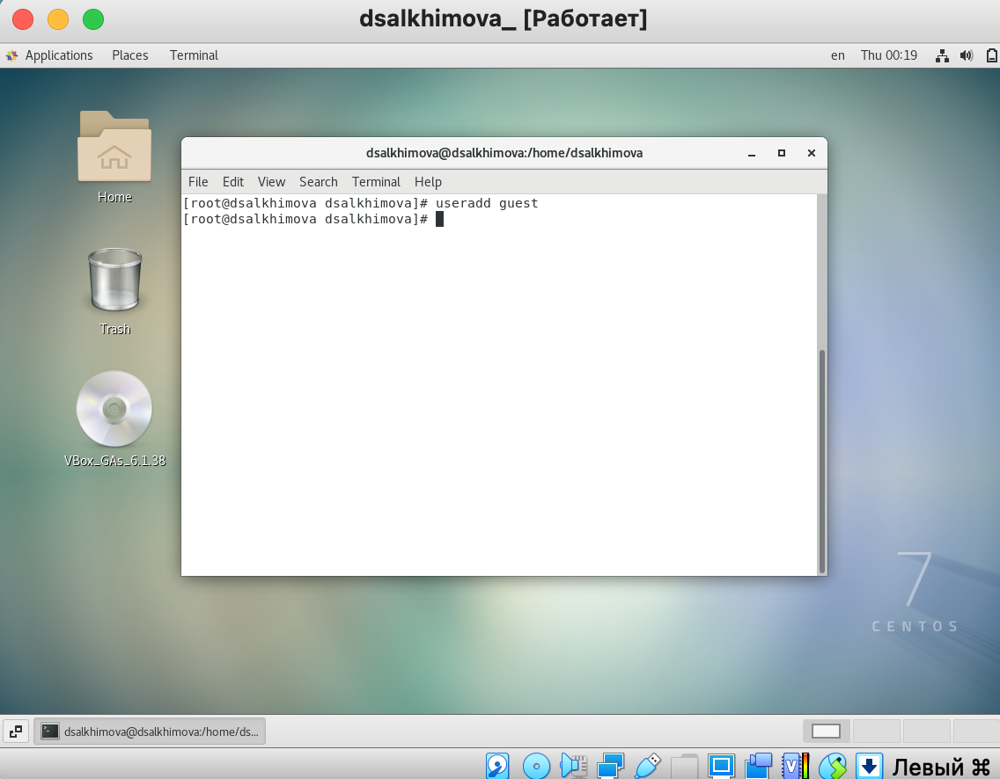 dsalkhimova_ [Работает]
Applications Places Terminal en Thu 00:19
dsalkhimova@dsalkhimova:/home/dsalkhimova
File Edit View Search Terminal Help
[root@dsalkhimova dsalkhimova]# useradd guest
[root@dsalkhimova dsalkhimova]#
Home
Trash
VBox_GAs_6.1.38
7
CENTOS
dsalkhimova@dsalkhimova:/home/ds...
V
Левый ⌘